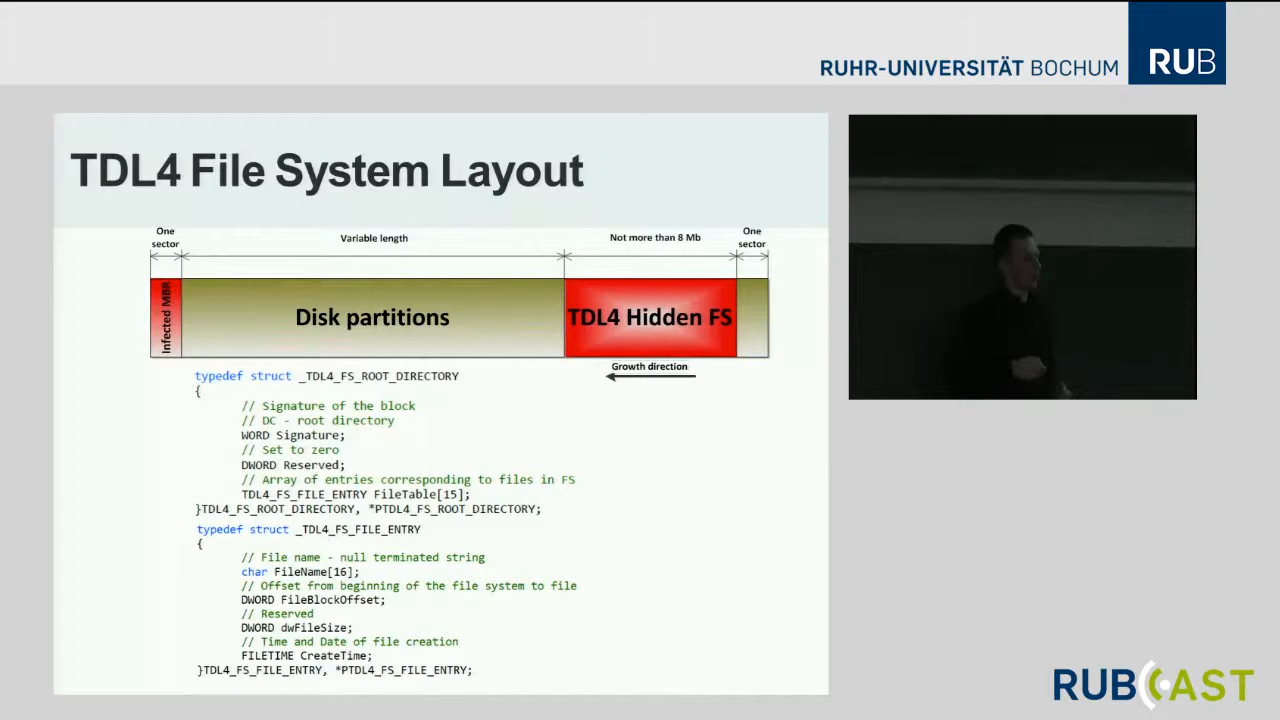 RUHR-UNIVERSITÄT BOCHUM
RUB
TDL4 File System Layout
One
sector
Variable length
Not more than 8 Mb
One
sector
Infected MBR
Disk partitions
TDL4 Hidden FS
Growth direction
typedef struct _TDL4_FS_ROOT_DIRECTORY
{
// Signature of the block
// DC - root directory
WORD Signature;
// Set to zero
DWORD Reserved;
// Array of entries corresponding to files in FS
TDL4_FS_FILE_ENTRY FileTable[15];
}TDL4_FS_ROOT_DIRECTORY, *PTDL4_FS_ROOT_DIRECTORY;
typedef struct _TDL4_FS_FILE_ENTRY
{
// File name - null terminated string
char FileName[16];
// Offset from beginning of the file system to file
DWORD FileBlockOffset;
// Reserved
DWORD dwFileSize;
// Time and Date of file creation
FILETIME CreateTime;
}TDL4_FS_FILE_ENTRY, *PTDL4_FS_FILE_ENTRY;
RUBCAST